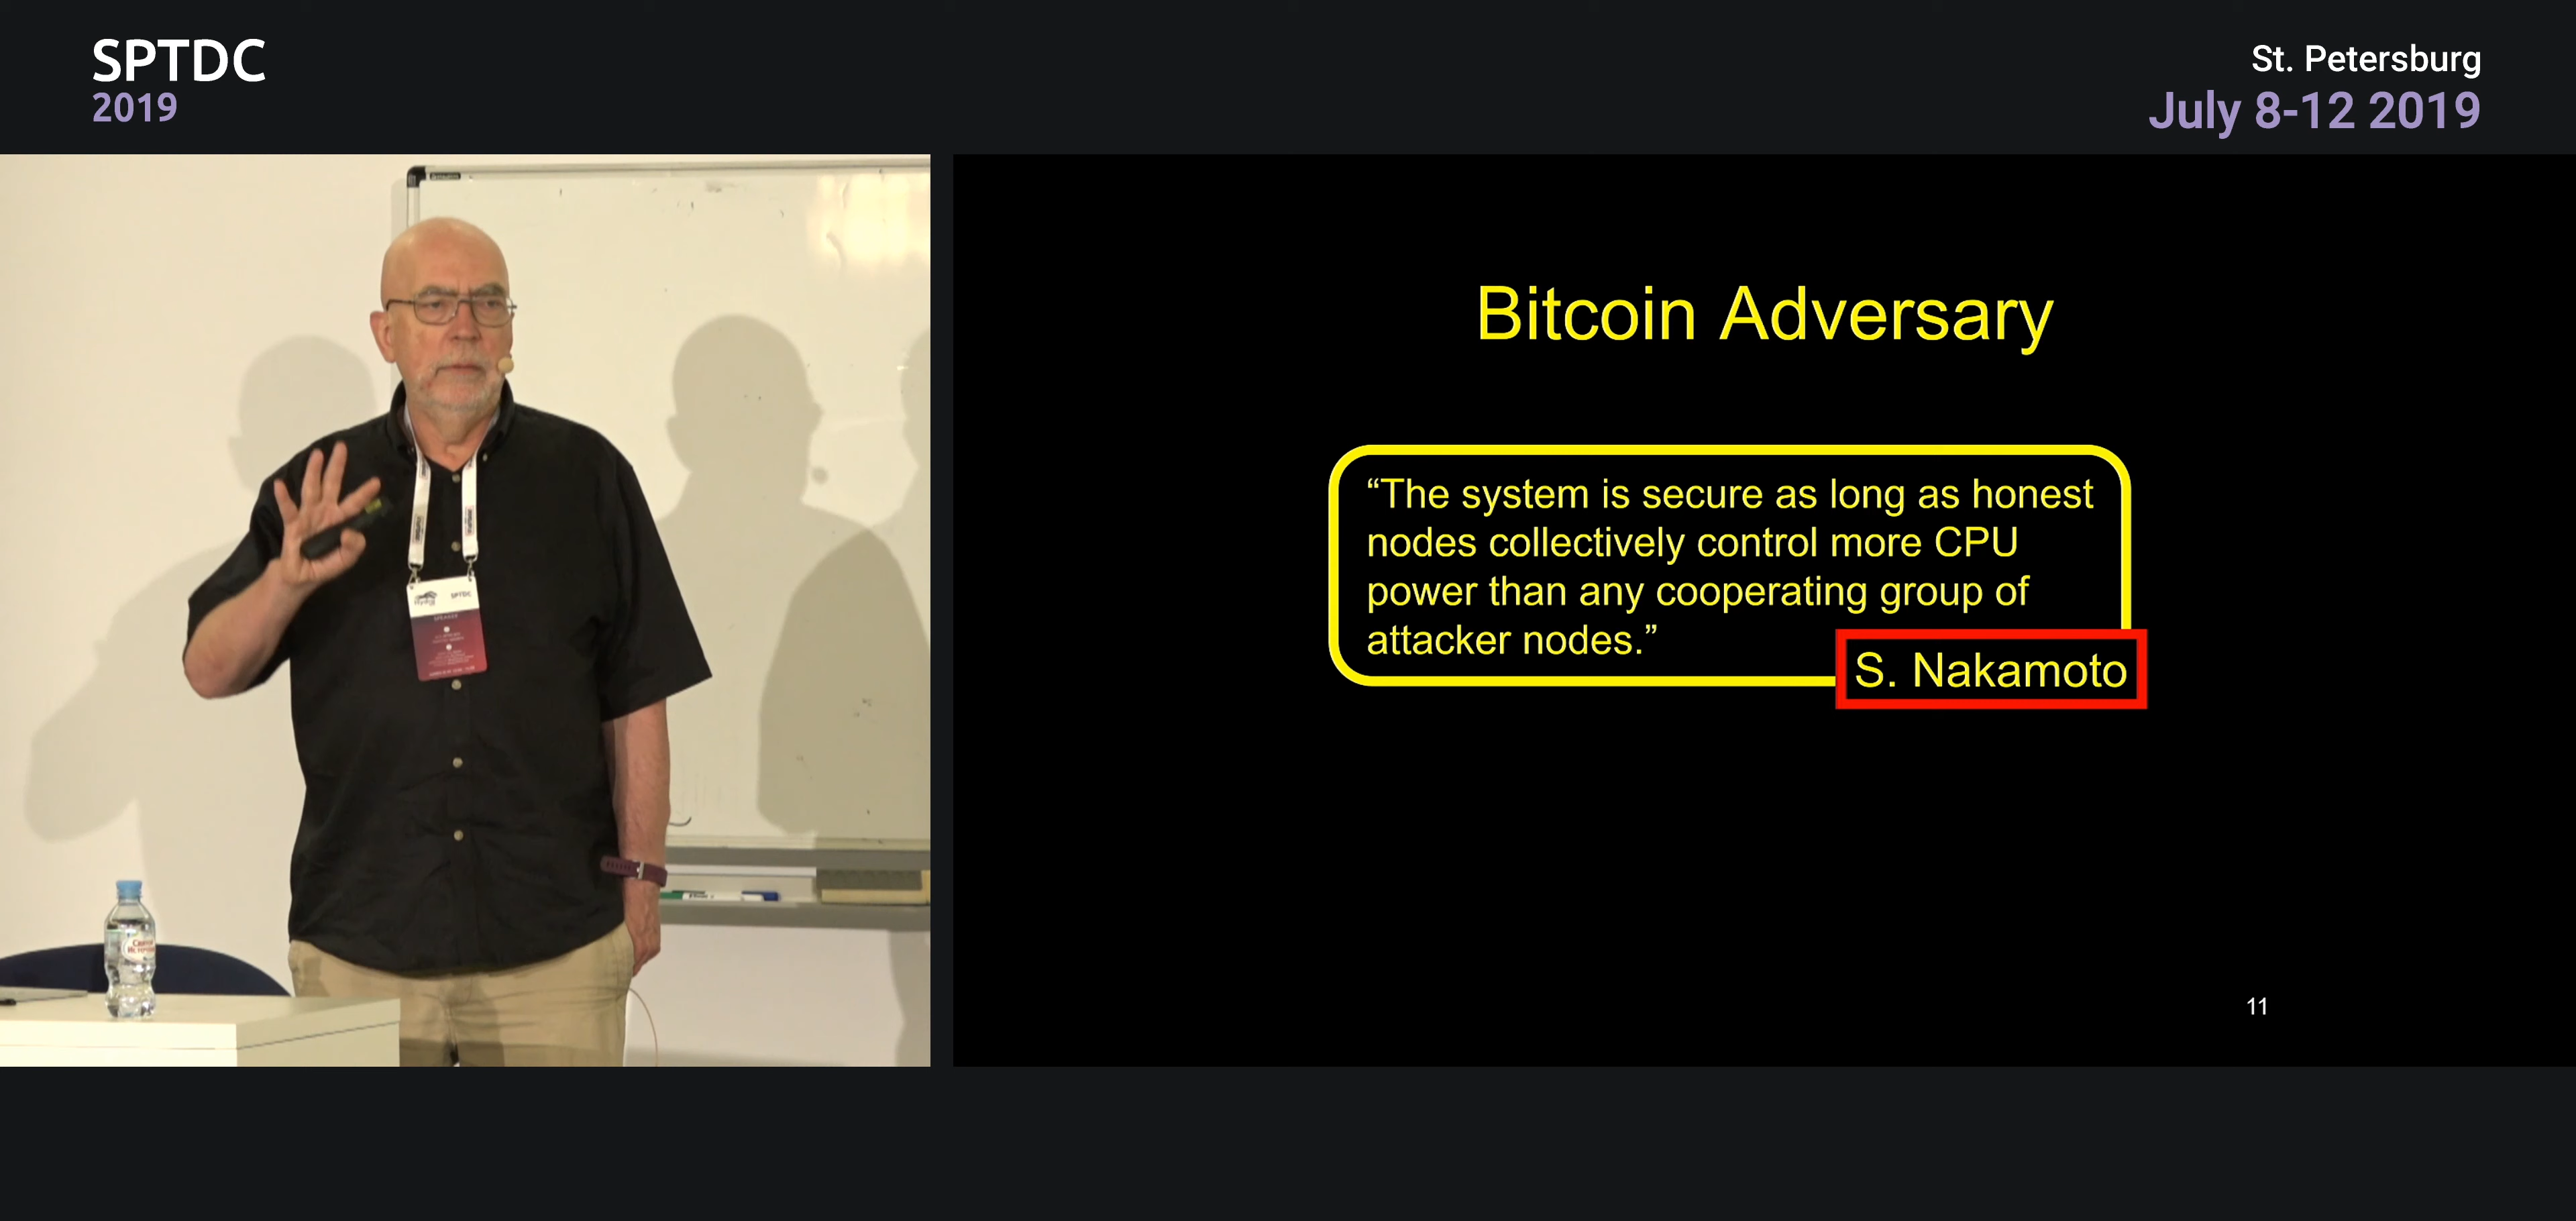 SPTDC
2019
St. Petersburg
July 8-12 2019
Bitcoin Adversary
“The system is secure as long as honest
nodes collectively control more CPU
power than any cooperating group of
attacker nodes.”
S. Nakamoto
11
SPTDC